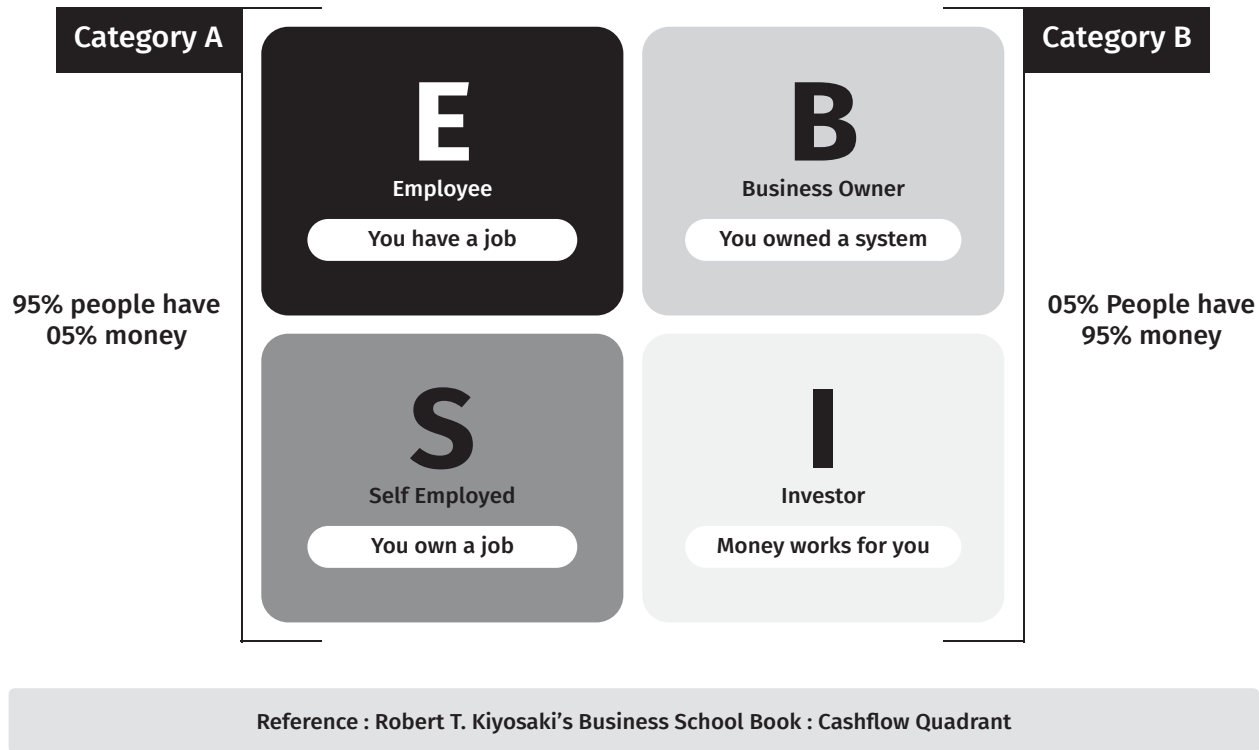 Category A
E
Employee
You have a job
B
Business Owner
You owned a system
Category B
95% people have
05% money
05% People have
95% money
S
Self Employed
You own a job
I
Investor
Money works for you
Reference : Robert T. Kiyosaki’s Business School Book : Cashflow Quadrant